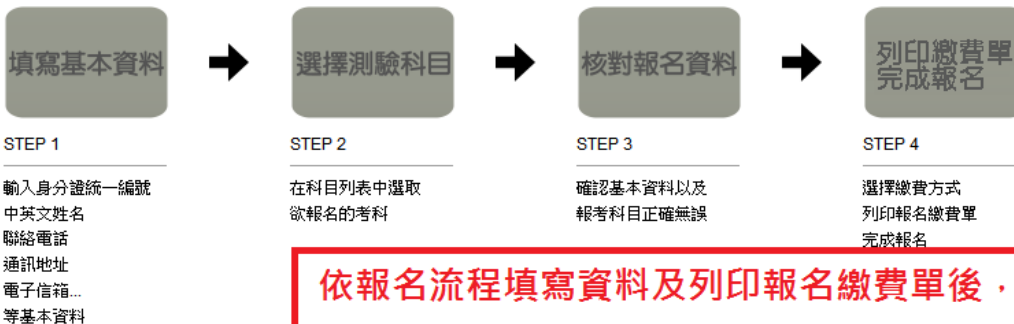 填寫基本資料
選擇測驗科目
核對報名資料
列印繳費單
完成報名
STEP 1
STEP 2
STEP 3
STEP 4
輸入身分證統一編號
中英文姓名
聯絡電話
通訊地址
電子信箱...
等基本資料
在科目列表中選取
欲報名的考科
確認基本資料以及
報考科目正確無誤
選擇繳費方式
列印報名繳費單
完成報名
依報名流程填寫資料及列印報名繳費單後，